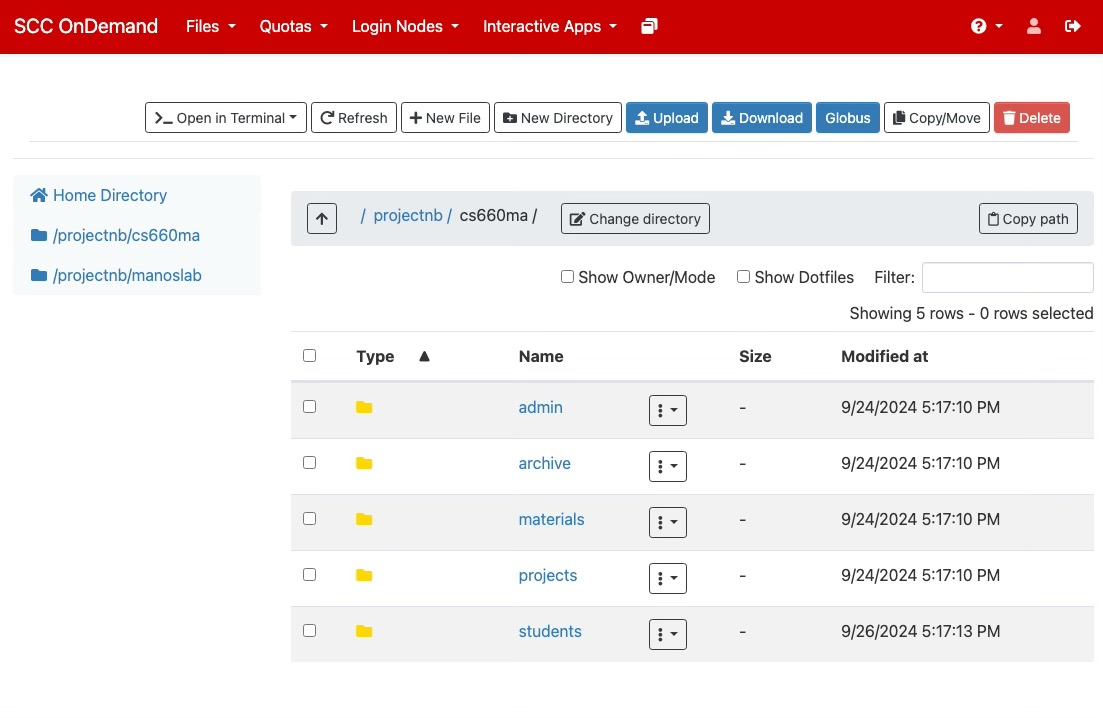 SCC OnDemand Files Quotas Login Nodes Interactive Apps
Open in Terminal Refresh New File New Directory Upload Download Globus Copy/Move Delete
Home Directory
/projectnb/cs660ma
/projectnb/manoslab
/ projectnb / cs660ma / Change directory Copy path
Show Owner/Mode Show Dotfiles Filter:
Showing 5 rows - 0 rows selected
Type Name Size Modified at
admin - 9/24/2024 5:17:10 PM
archive - 9/24/2024 5:17:10 PM
materials - 9/24/2024 5:17:10 PM
projects - 9/24/2024 5:17:10 PM
students - 9/26/2024 5:17:13 PM